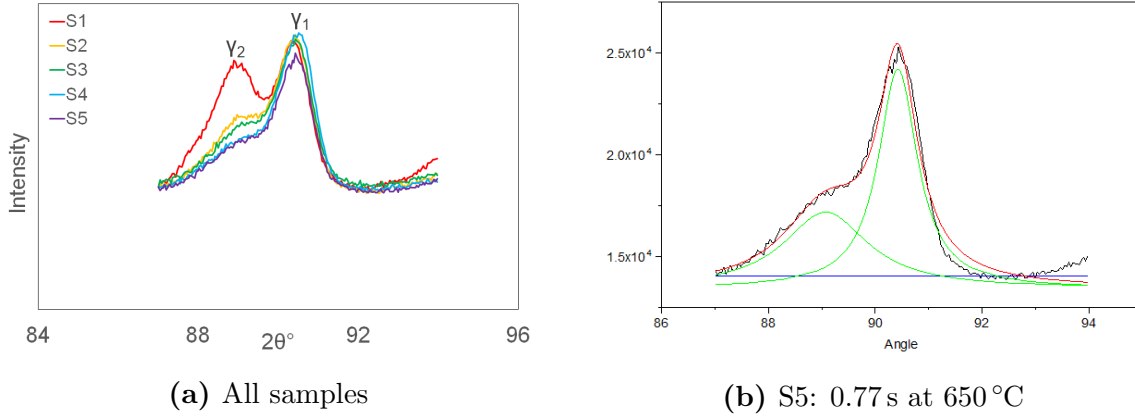 S1
S2
S3
S4
S5
γ₂
γ₁
Intensity
84
88
92
96
2θ°
(a) All samples
2.5x10⁴
2.0x10⁴
1.5x10⁴
86
88
90
92
94
Angle
(b) S5: 0.77 s at 650 °C